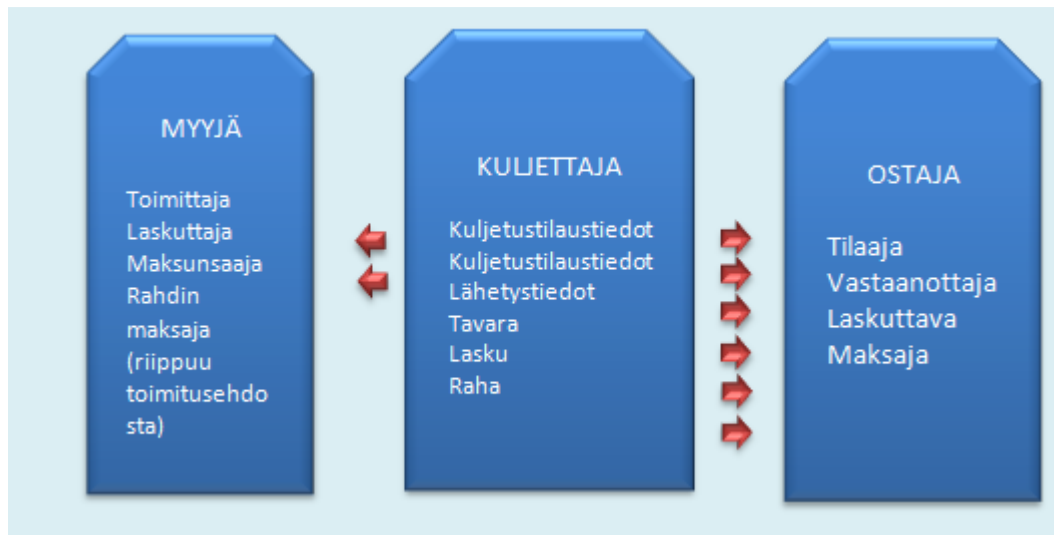 MYYJÄ
Toimittaja
Laskuttaja
Maksunsaaja
Rahdin
maksaja
(riippuu
toimitusehdo
sta)
KULJETTAJA
Kuljetustilaustiedot
Kuljetustilaustiedot
Lähetystiedot
Tavara
Lasku
Raha
OSTAJA
Tilaaja
Vastaanottaja
Laskuttava
Maksaja